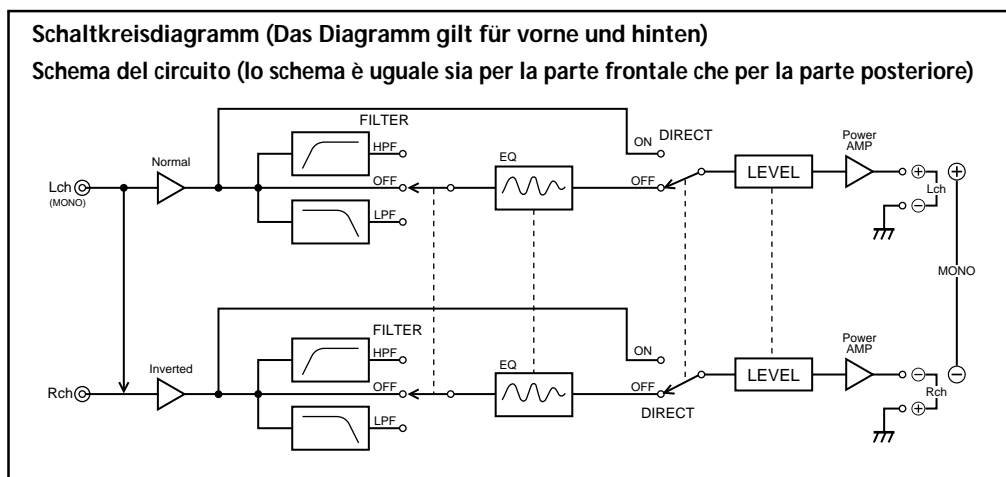 Schaltkreisdiagramm (Das Diagramm gilt für vorne und hinten)
Schema del circuito (lo schema è uguale sia per la parte frontale che per la parte posteriore)
FILTER
DIRECT
Power
AMP
Normal
HPF
EQ
ON
Lch
(MONO)
OFF
OFF
LEVEL
+
Lch
−
+
LPF
MONO
FILTER
Power
AMP
Inverted
HPF
EQ
ON
Rch
OFF
OFF
LEVEL
−
Rch
+
−
DIRECT
LPF